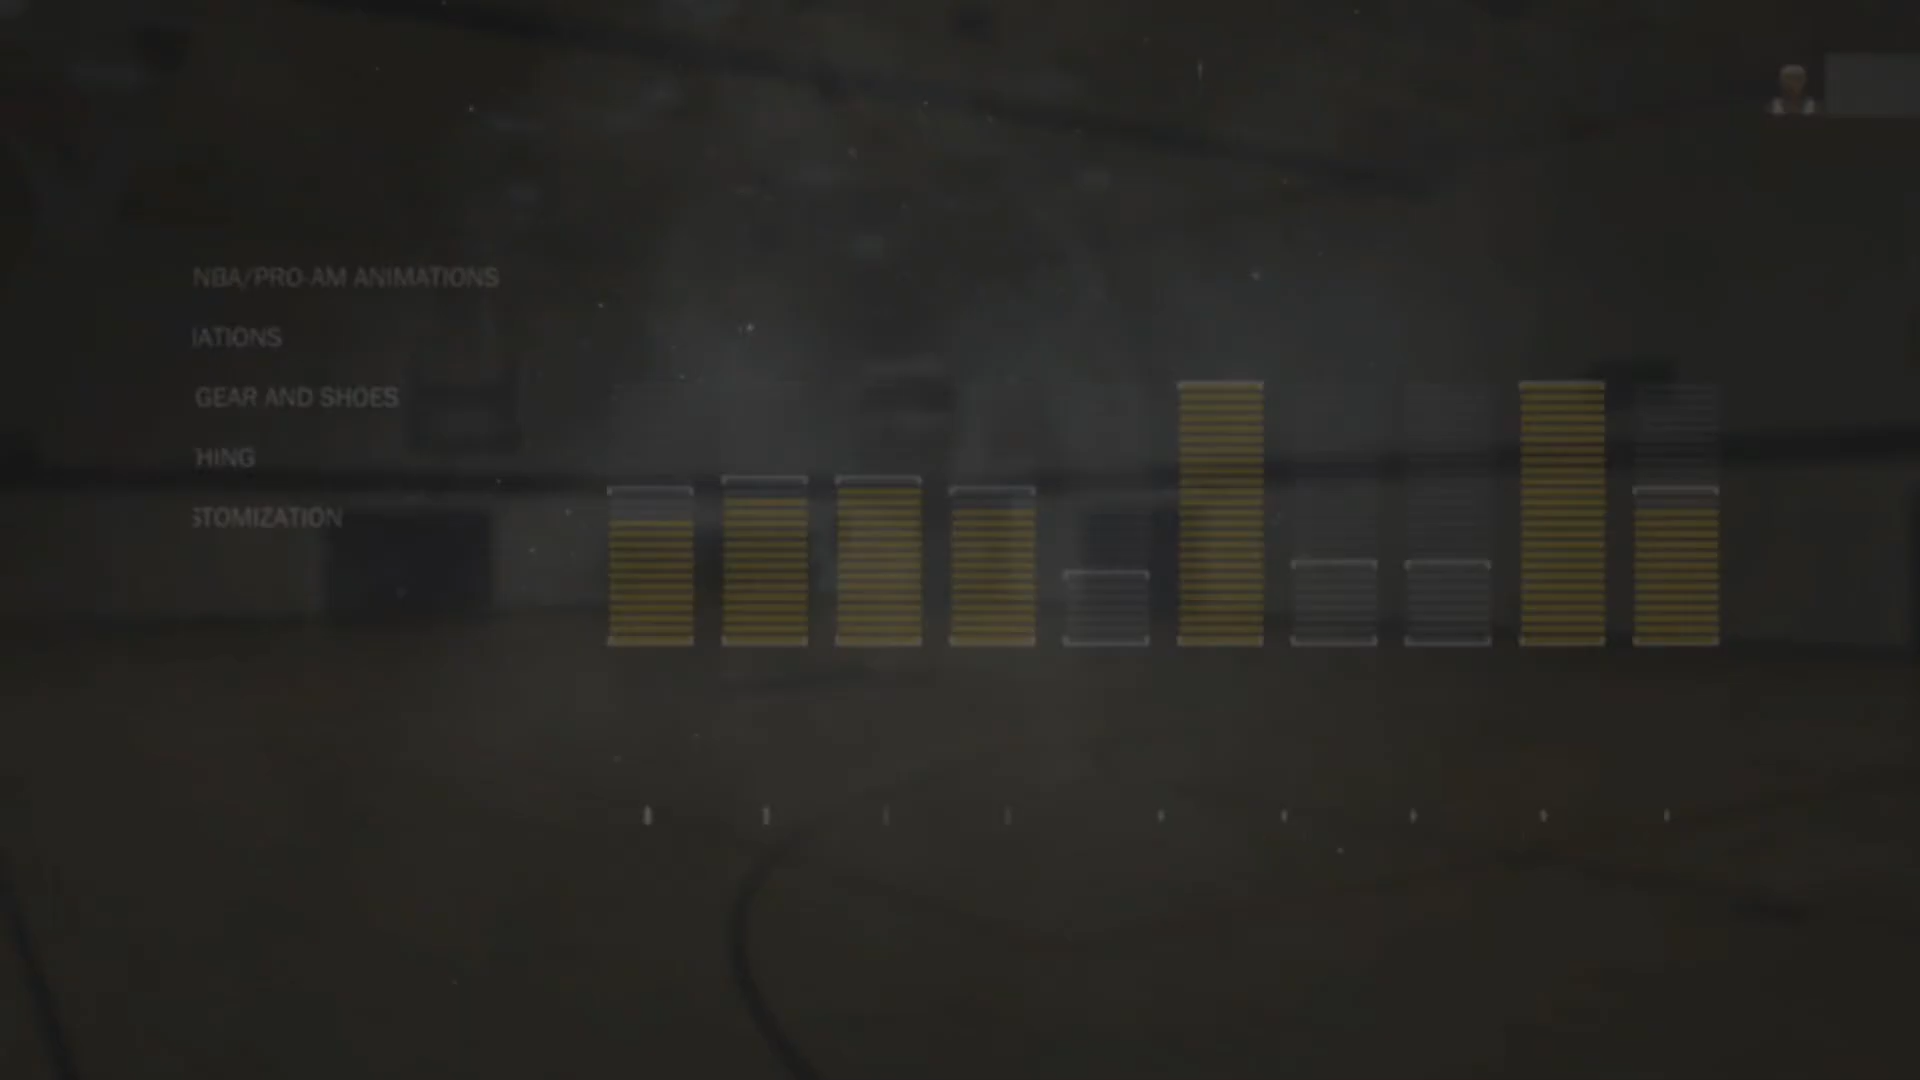 NBA/PRO-AM ANIMATIONS
IATIONS
GEAR AND SHOES
HING
STOMIZATION